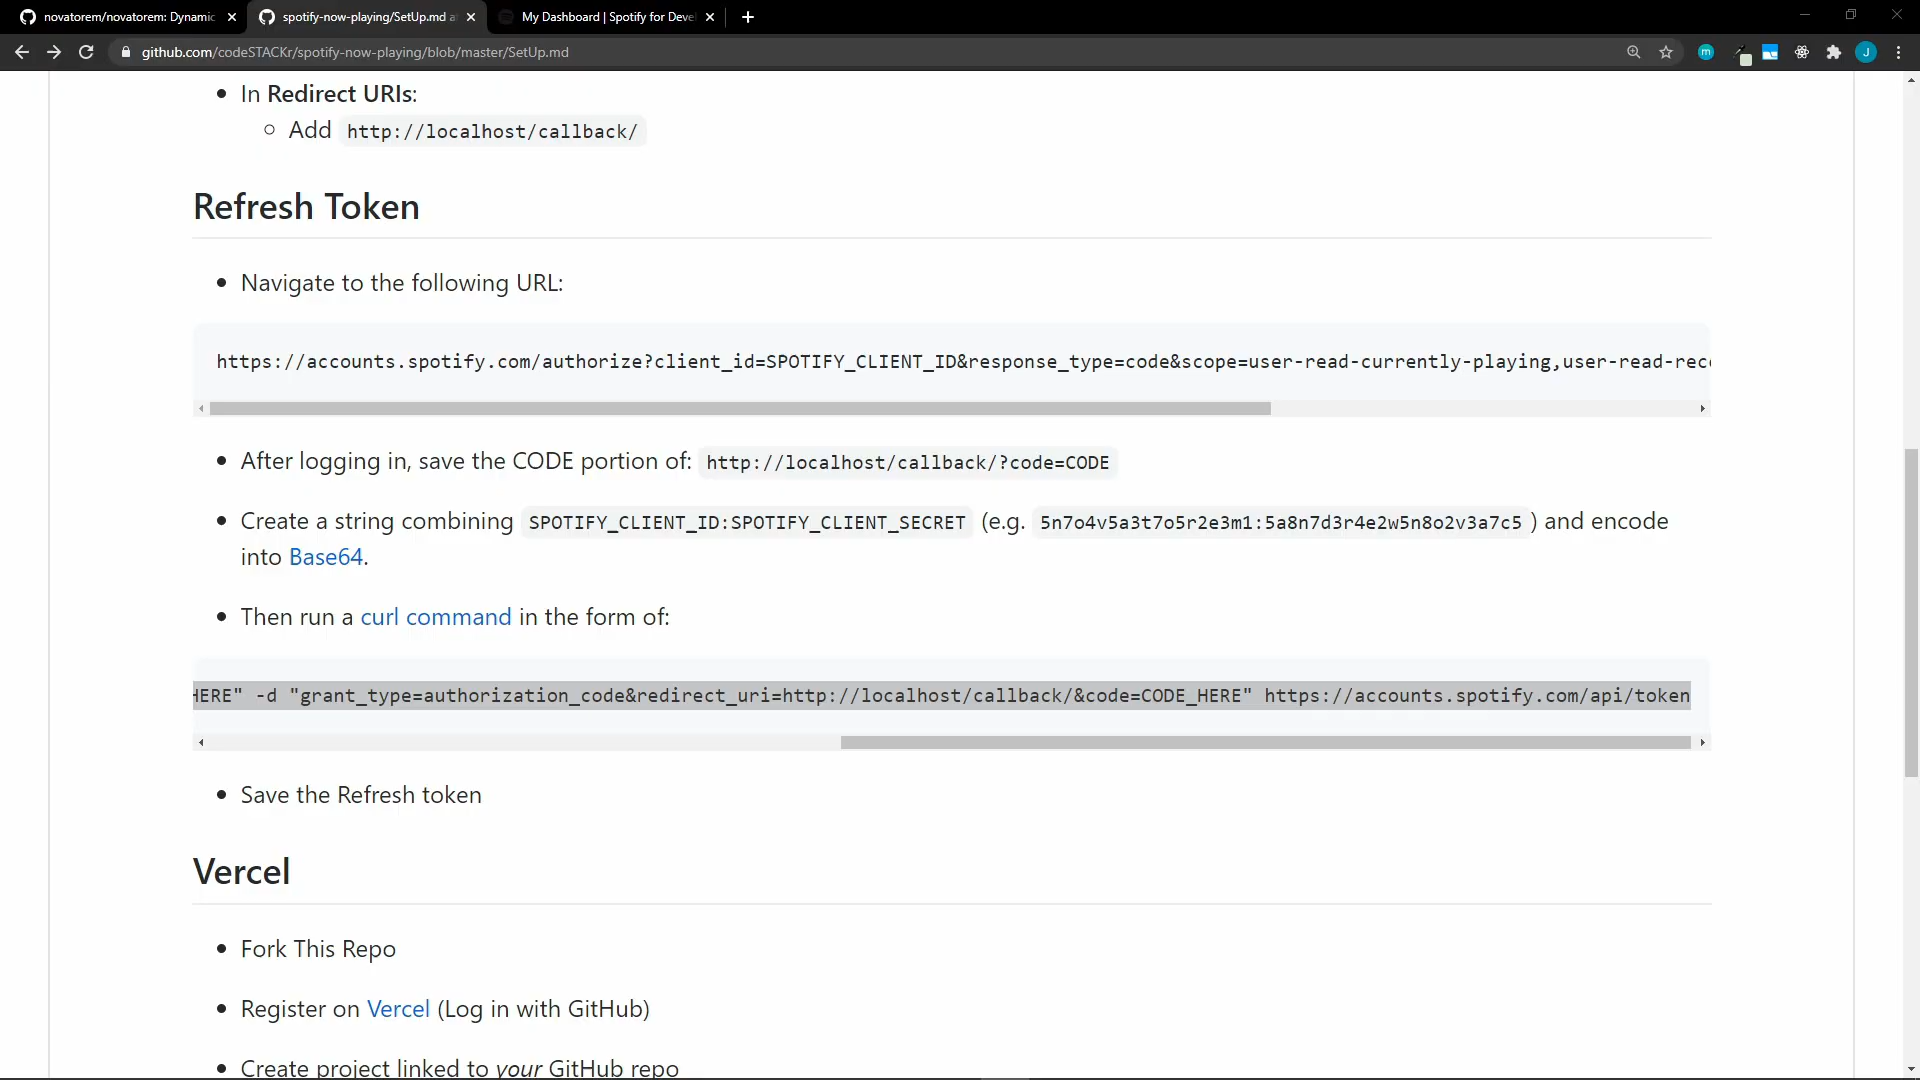 novatorem/novatorem: Dynamic
spotify-now-playing/SetUp.md a
My Dashboard | Spotify for Deve
github.com/codeSTACKr/spotify-now-playing/blob/master/SetUp.md
m
J
In Redirect URIs:
Add http://localhost/callback/
Refresh Token
Navigate to the following URL:
https://accounts.spotify.com/authorize?client_id=SPOTIFY_CLIENT_ID&response_type=code&scope=user-read-currently-playing,user-read-rec
After logging in, save the CODE portion of: http://localhost/callback/?code=CODE
Create a string combining SPOTIFY_CLIENT_ID:SPOTIFY_CLIENT_SECRET (e.g. 5n7o4v5a3t7o5r2e3m1:5a8n7d3r4e2w5n8o2v3a7c5 ) and encode
into Base64.
Then run a curl command in the form of:
HERE" -d "grant_type=authorization_code&redirect_uri=http://localhost/callback/&code=CODE_HERE" https://accounts.spotify.com/api/token
Save the Refresh token
Vercel
Fork This Repo
Register on Vercel (Log in with GitHub)
Create project linked to your GitHub repo